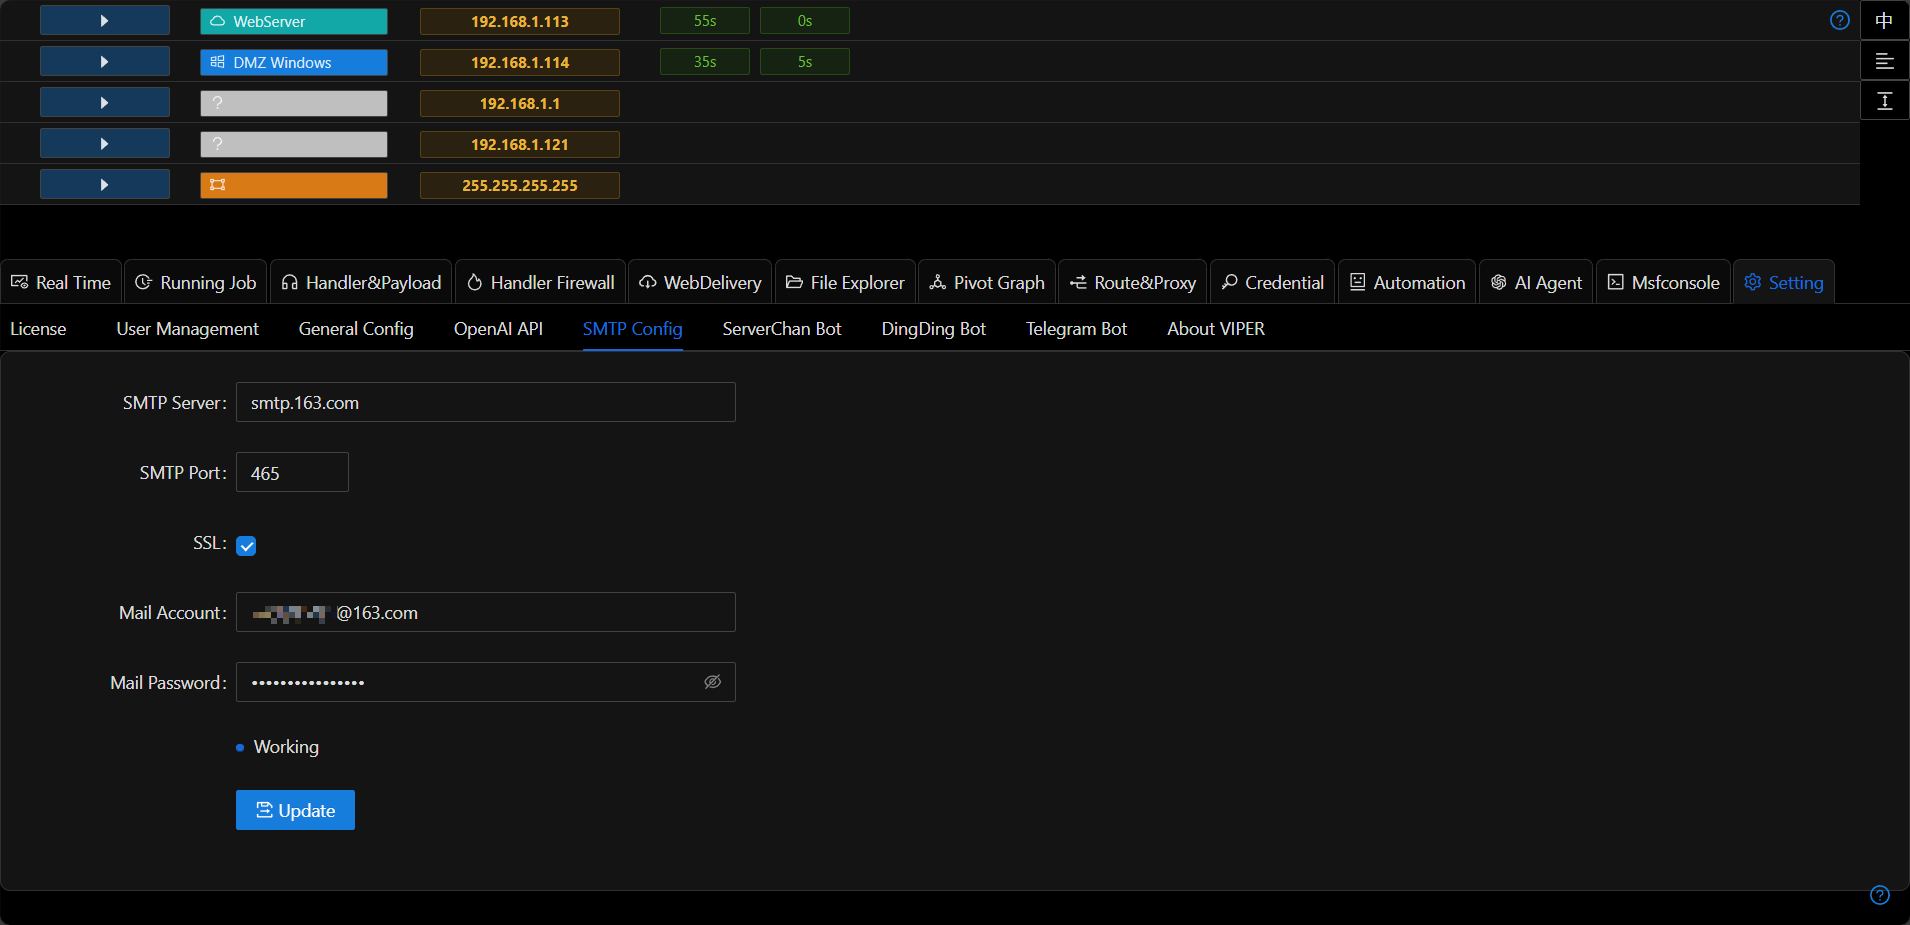 WebServer 192.168.1.113 55s 0s
中
DMZ Windows 192.168.1.114 35s 5s
? 192.168.1.1
? 192.168.1.121
255.255.255.255
Real Time Running Job Handler&Payload Handler Firewall WebDelivery File Explorer Pivot Graph Route&Proxy Credential Automation AI Agent Msfconsole Setting
License User Management General Config OpenAI API SMTP Config ServerChan Bot DingDing Bot Telegram Bot About VIPER
SMTP Server: smtp.163.com
SMTP Port: 465
SSL:
Mail Account: @163.com
Mail Password: ••••••••••••••••
Working
Update